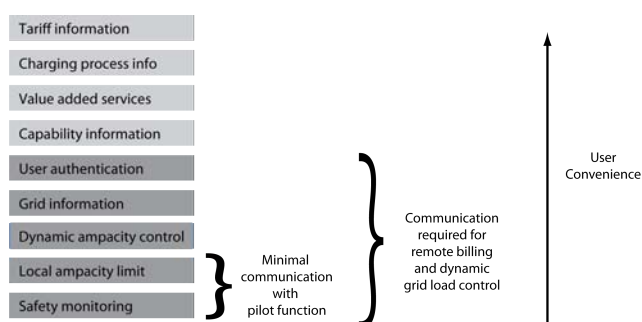 Tariff information
Charging process info
Value added services
Capability information
User authentication
Grid information
Dynamic ampacity control
Local ampacity limit
Safety monitoring
Minimal
communication
with
pilot function
Communication
required for
remote billing
and dynamic
grid load control
User
Convenience